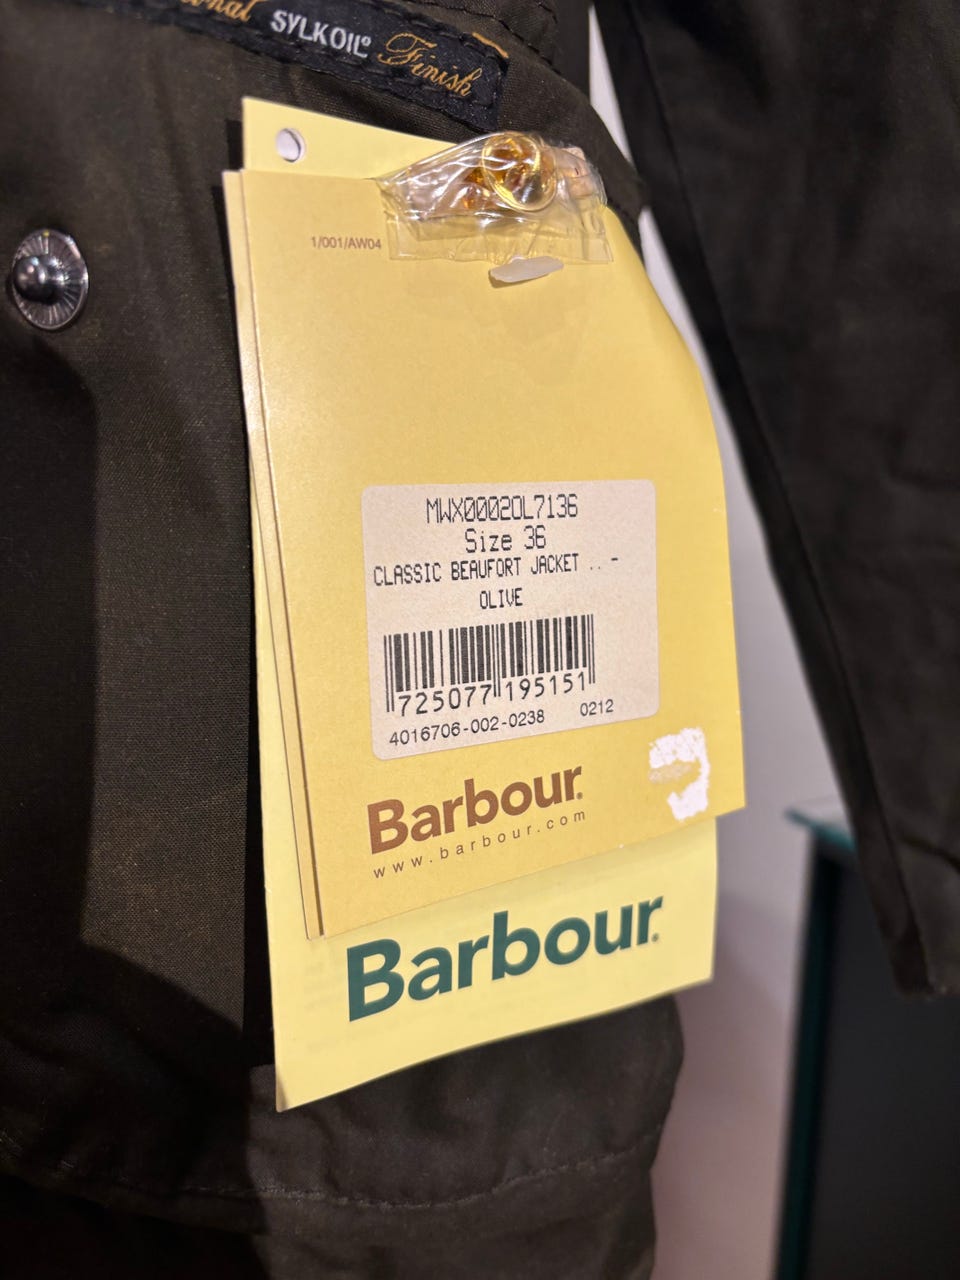 SYLKOIL® Finish
1/001/AW04
MWX0002OL7136
Size 36
CLASSIC BEAUFORT JACKET .. -
OLIVE
725077 195151
4016706-002-0238 0212
Barbour.
www.barbour.com
Barbour.